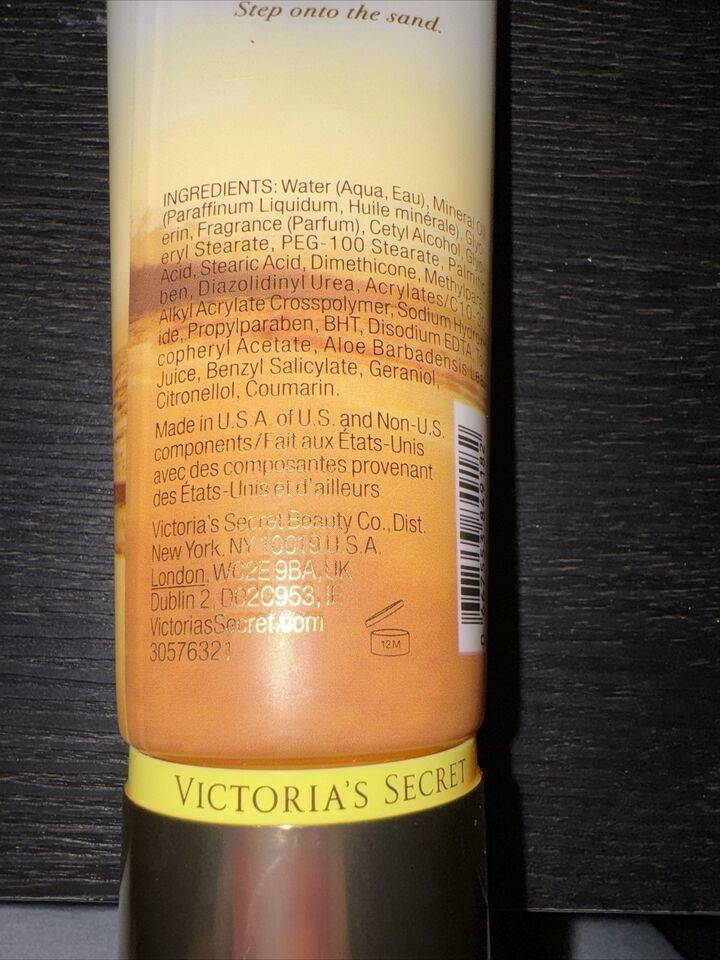 Step onto the sand.
INGREDIENTS: Water (Aqua, Eau), Mineral
(Paraffinum Liquidum, Huile minérale),
erin, Fragrance (Parfum), Cetyl Alcohol,
eryl Stearate, PEG-100 Stearate, Palmitic
Acid, Stearic Acid, Dimethicone, Methylpara
ben, Diazolidinyl Urea, Acrylates/C10-30
Alkyl Acrylate Crosspolymer, Sodium Hydrox
ide, Propylparaben, BHT, Disodium EDTA,
copheryl Acetate, Aloe Barbadensis
Juice, Benzyl Salicylate, Geraniol,
Citronellol, Coumarin.
Made in U.S.A. of U.S. and Non-U.S.
components/Fait aux États-Unis
avec des composantes provenant
des États-Unis et d'ailleurs
Victoria's Secret Beauty Co., Dist.
New York, NY 10019 U.S.A.
London, WC2E 9BA, UK
Dublin 2, D02C953, IE
VictoriasSecret.Com
30576321
12M
VICTORIA'S SECRET